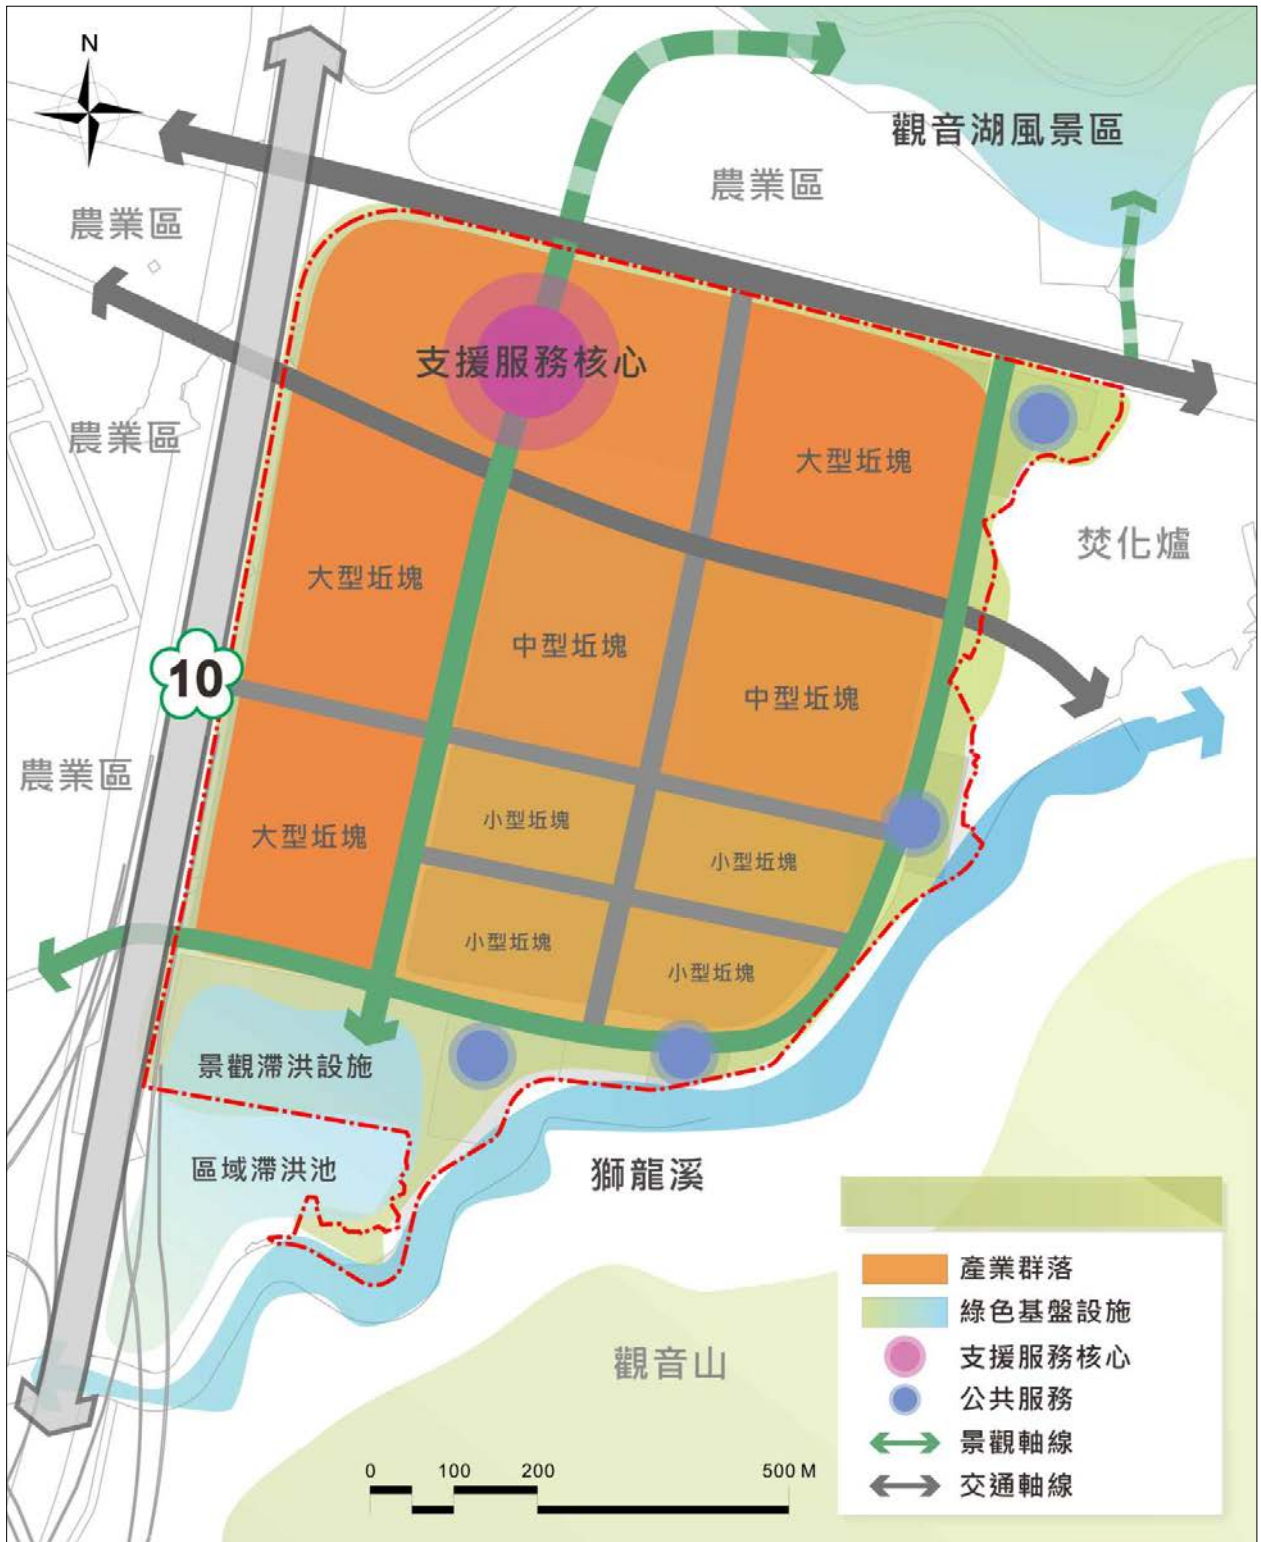 N
觀音湖風景區
農業區
農業區
支援服務核心
農業區
大型坵塊
焚化爐
大型坵塊
中型坵塊
10
中型坵塊
農業區
小型坵塊
大型坵塊
小型坵塊
小型坵塊
小型坵塊
景觀滯洪設施
區域滯洪池
獅龍溪
觀音山
產業群落
綠色基盤設施
支援服務核心
公共服務
景觀軸線
交通軸線
0 100 200 500 M